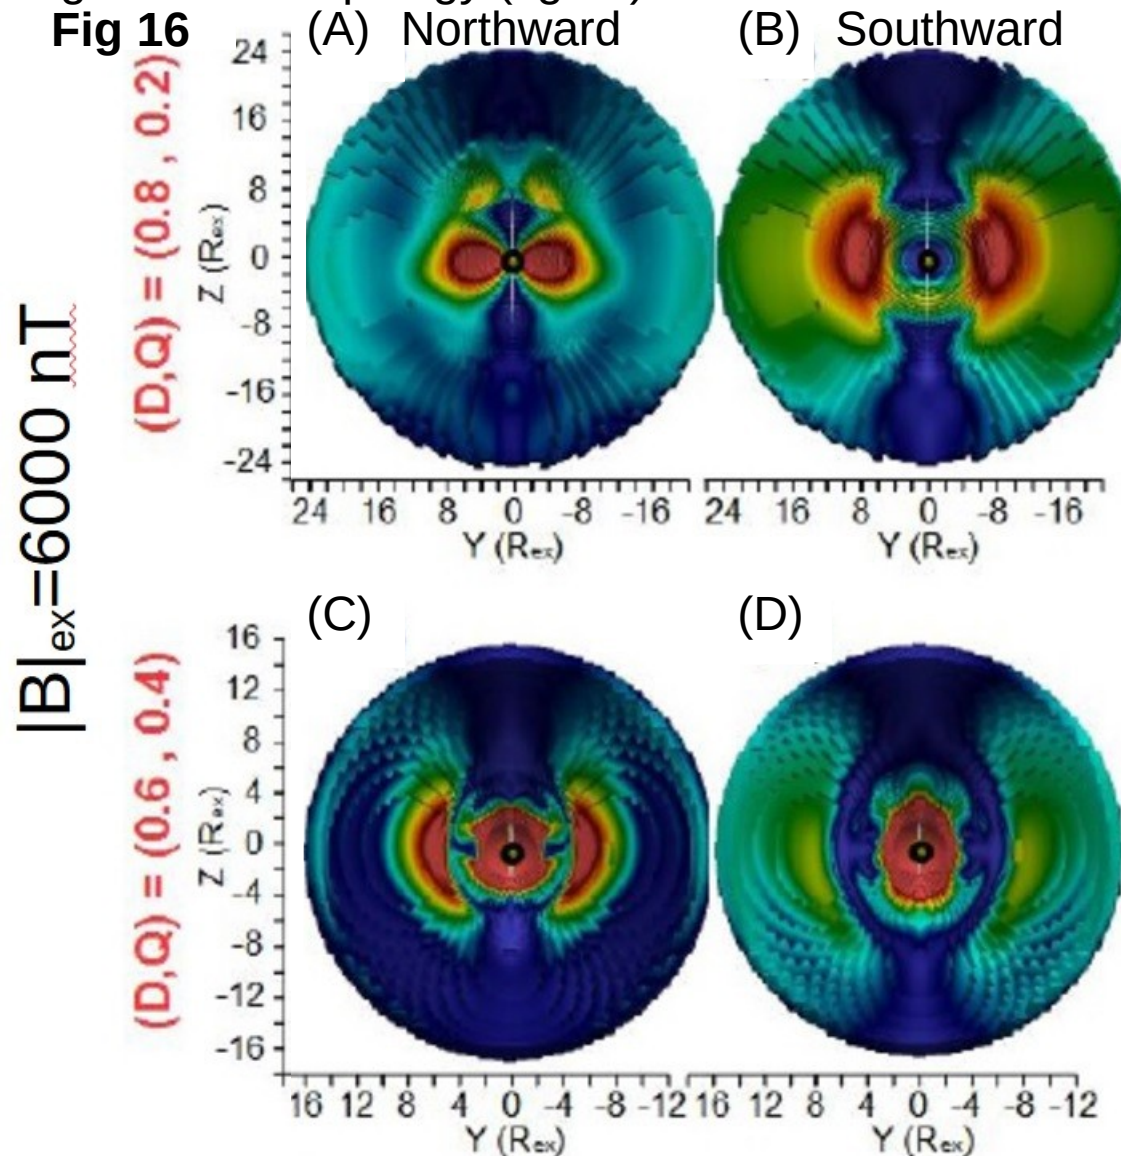 Fig 16
(A) Northward
(B) Southward
|B|ex=6000 nT
(D,Q) = (0.8 , 0.2)
Z (Rex)
24
16
8
0
-8
-16
-24
24 16 8 0 -8 -16
Y (Rex)
24 16 8 0 -8 -16
Y (Rex)
(C)
(D)
(D,Q) = (0.6 , 0.4)
Z (Rex)
16
12
8
4
0
-4
-8
-12
-16
16 12 8 4 0 -4 -8 -12
Y (Rex)
16 12 8 4 0 -4 -8 -12
Y (Rex)